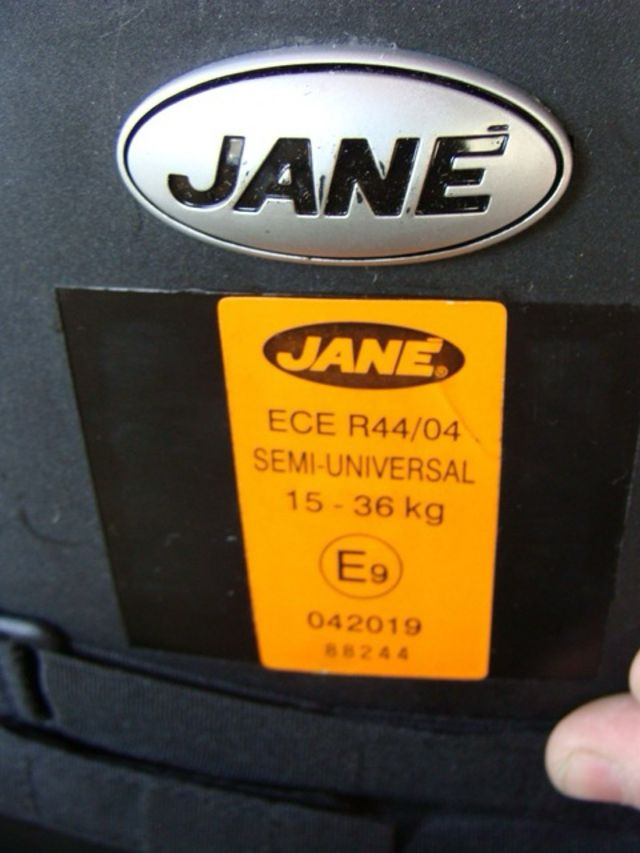 JANÉ
JANÉ®
ECE R44/04
SEMI-UNIVERSAL
15 - 36 kg
E9
042019
88244